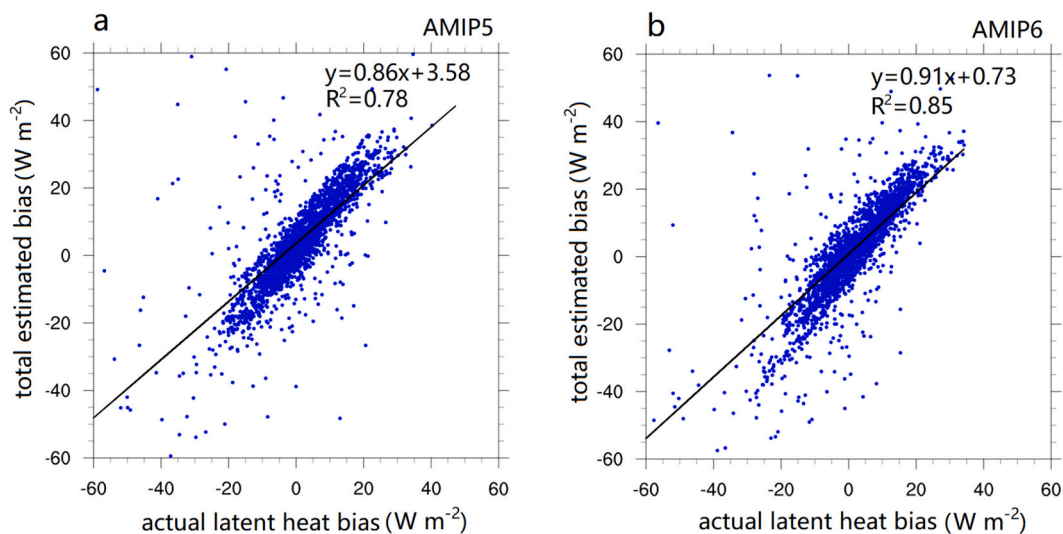 a
AMIP5
y=0.86x+3.58
R²=0.78
60
40
20
0
-20
-40
-60
total estimated bias (W m⁻²)
-60 -40 -20 0 20 40 60
actual latent heat bias (W m⁻²)
b
AMIP6
y=0.91x+0.73
R²=0.85
60
40
20
0
-20
-40
-60
total estimated bias (W m⁻²)
-60 -40 -20 0 20 40 60
actual latent heat bias (W m⁻²)